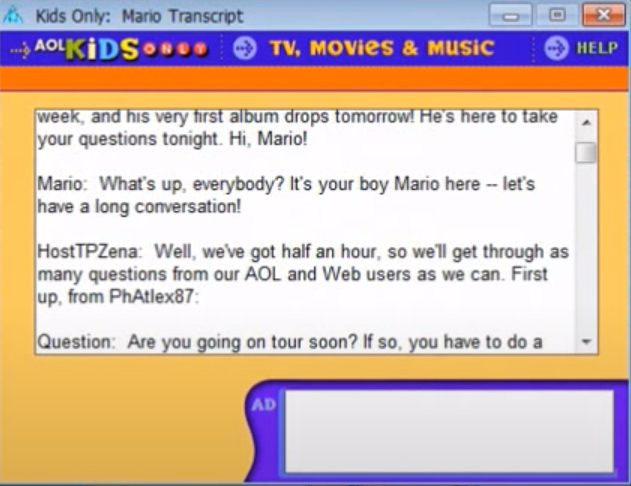 Kids Only: Mario Transcript
AOL KiDS ONLY TV, MOVieS & MUSiC HELP
week, and his very first album drops tomorrow! He's here to take
your questions tonight. Hi, Mario!
Mario: What's up, everybody? It's your boy Mario here -- let's
have a long conversation!
HostTPZena: Well, we've got half an hour, so we'll get through as
many questions from our AOL and Web users as we can. First
up, from PhAtlex87:
Question: Are you going on tour soon? If so, you have to do a
AD